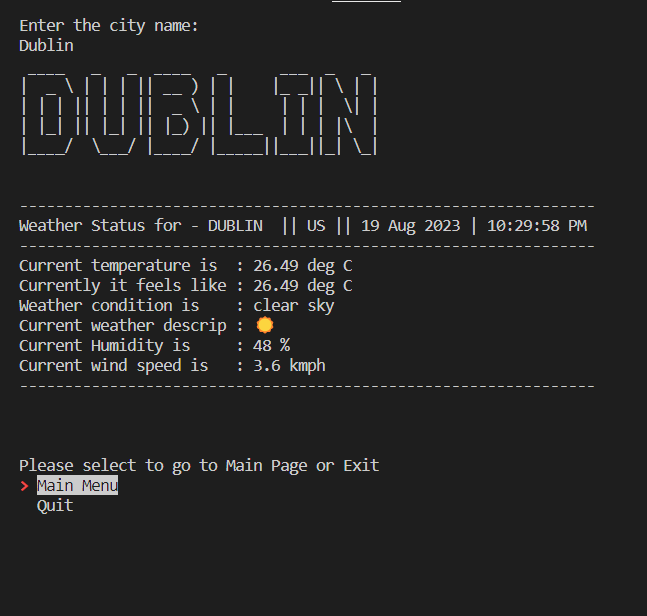 Enter the city name:
Dublin
DUBLIN
------------------------------------------------------------------
Weather Status for - DUBLIN  || US || 19 Aug 2023 | 10:29:58 PM
------------------------------------------------------------------
Current temperature is  : 26.49 deg C
Currently it feels like : 26.49 deg C
Weather condition is    : clear sky
Current weather descrip : ☀️
Current Humidity is     : 48 %
Current wind speed is   : 3.6 kmph
------------------------------------------------------------------
Please select to go to Main Page or Exit
> Main Menu
Quit